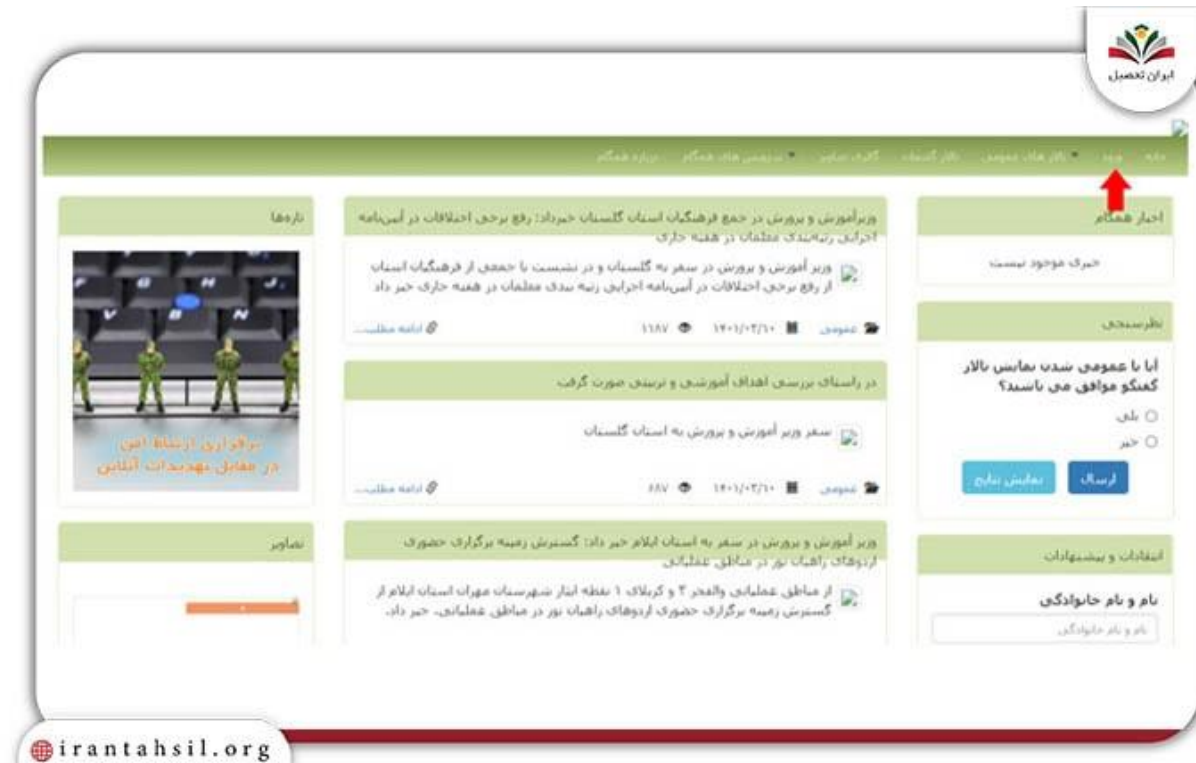 ایران تحصیل
خانه ورود تالار های عمومی تالار گفتمان گالری تصاویر سرویس های همگام درباره همگام
اخبار همگام
خبری موجود نیست
نظرسنجی
آیا با عمومی شدن نمایش تالار
گفتگو موافق می باشید؟
بلی
خیر
ارسال
نمایش نتایج
انتقادات و پیشنهادات
نام و نام خانوادگی
نام و نام خانوادگی
وزیرآموزش و پرورش در جمع فرهنگیان استان گلستان خبرداد: رفع برخی اختلافات در آیین‌نامه
اجرایی رتبه‌بندی معلمان در هفته جاری
وزیر آموزش و پرورش در سفر به گلستان و در نشست با جمعی از فرهنگیان استان
از رفع برخی اختلافات در آیین‌نامه اجرایی رتبه بندی معلمان در هفته جاری خبر داد
عمومی ۱۴۰۱/۰۳/۱۰ ۱۱۸۷ ادامه مطلب...
در راستای بررسی اهداف آموزشی و تربیتی صورت گرفت
سفر وزیر آموزش و پرورش به استان گلستان
عمومی ۱۴۰۱/۰۳/۱۰ ۶۸۷ ادامه مطلب...
وزیر آموزش و پرورش در سفر به استان ایلام خبر داد: گسترش زمینه برگزاری حضوری
اردوهای راهیان نور در مناطق عملیاتی
از مناطق عملیاتی والفجر ۳ و کربلای ۱ نقطه ایثار شهرستان مهران استان ایلام از
گسترش زمینه برگزاری حضوری اردوهای راهیان نور در مناطق عملیاتی، خبر داد.
تازه‌ها
برقراری ارتباط امن
در مقابل تهدیدات آنلاین
تصاویر
irantahsil.org